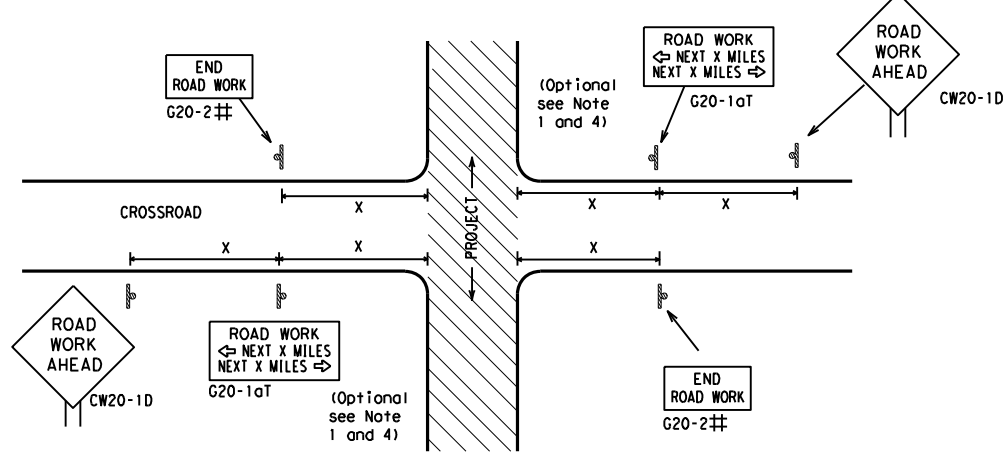 END
ROAD WORK
G20-2#
ROAD WORK
⇦ NEXT X MILES
NEXT X MILES ⇨
G20-1aT
(Optional
see Note
1 and 4)
ROAD
WORK
AHEAD
CW20-1D
CROSSROAD
X
X
X
PROJECT
X
X
X
ROAD
WORK
AHEAD
CW20-1D
ROAD WORK
⇦ NEXT X MILES
NEXT X MILES ⇨
G20-1aT
(Optional
see Note
1 and 4)
END
ROAD WORK
G20-2#